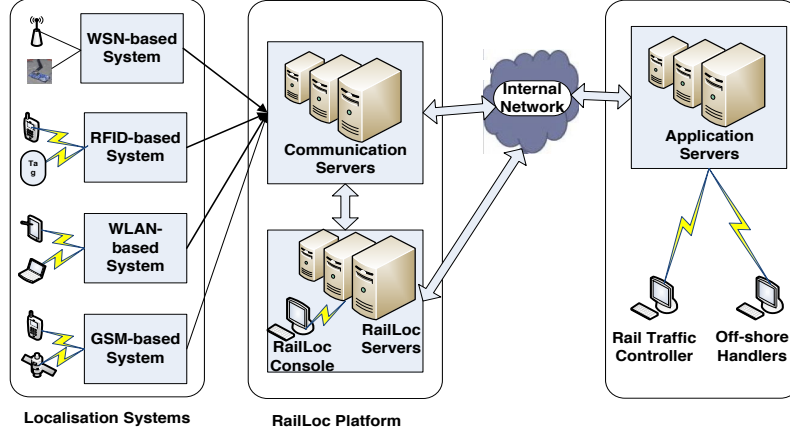 WSN-based
System
RFID-based
System
Ta
g
WLAN-
based
System
GSM-based
System
Localisation Systems
Communication
Servers
RailLoc
Console
RailLoc
Servers
RailLoc Platform
Internal
Network
Application
Servers
Rail Traffic
Controller
Off-shore
Handlers